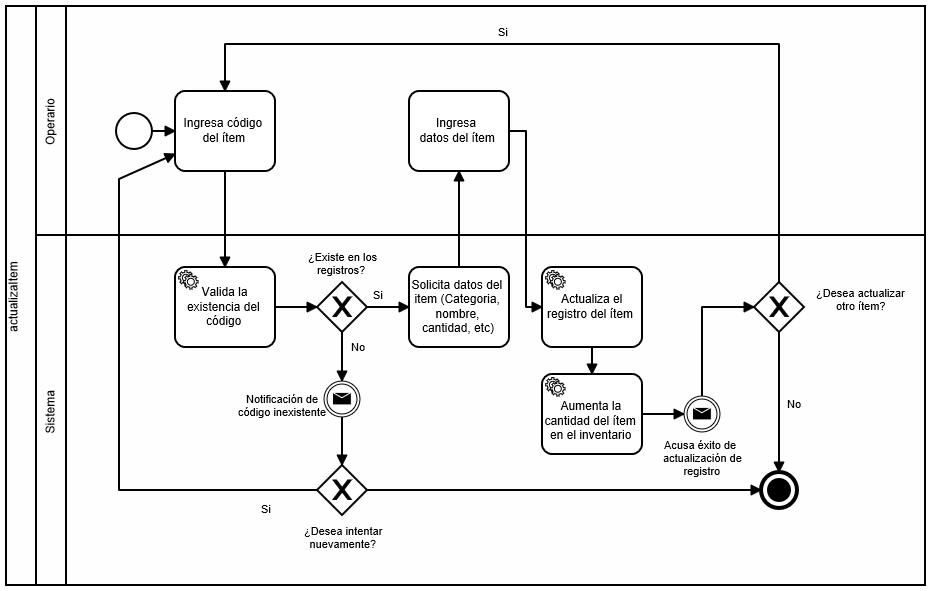 actualizaItem
Operario
Sistema
Si
Ingresa código
del ítem
Ingresa
datos del ítem
¿Existe en los
registros?
Valida la
existencia del
código
Si
Solicita datos del
item (Categoria,
nombre,
cantidad, etc)
Actualiza el
registro del ítem
¿Desea actualizar
otro ítem?
No
Notificación de
código inexistente
Aumenta la
cantidad del ítem
en el inventario
Acusa éxito de
actualización de
registro
No
Si
¿Desea intentar
nuevamente?